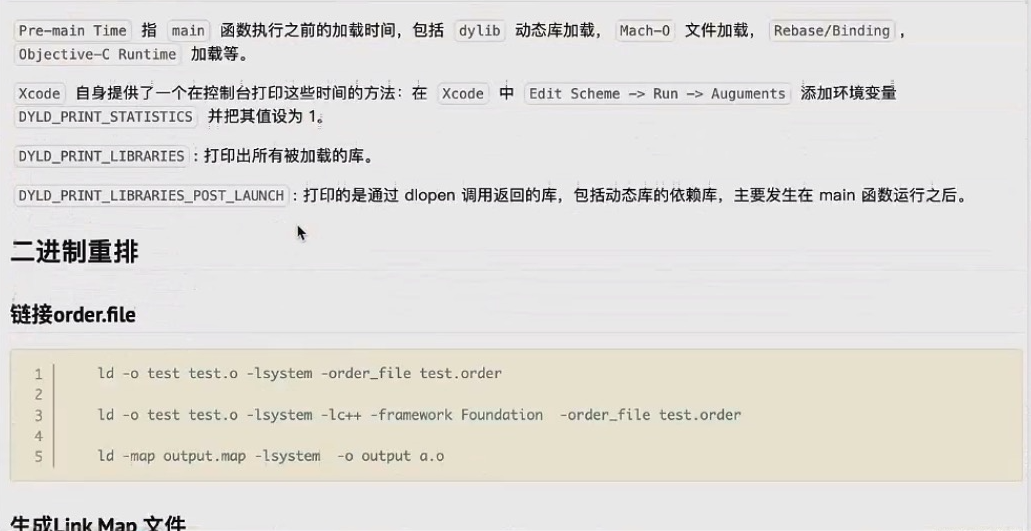 Pre-main Time 指 main 函数执行之前的加载时间，包括 dylib 动态库加载， Mach-O 文件加载， Rebase/Binding ，
Objective-C Runtime 加载等。
Xcode 自身提供了一个在控制台打印这些时间的方法：在 Xcode 中 Edit Scheme -> Run -> Auguments 添加环境变量
DYLD_PRINT_STATISTICS 并把其值设为 1。
DYLD_PRINT_LIBRARIES ：打印出所有被加载的库。
DYLD_PRINT_LIBRARIES_POST_LAUNCH ：打印的是通过 dlopen 调用返回的库，包括动态库的依赖库，主要发生在 main 函数运行之后。
二进制重排
链接order.file
1 ld -o test test.o -lsystem -order_file test.order
2
3 ld -o test test.o -lsystem -lc++ -framework Foundation -order_file test.order
4
5 ld -map output.map -lsystem -o output a.o
生成Link Map 文件